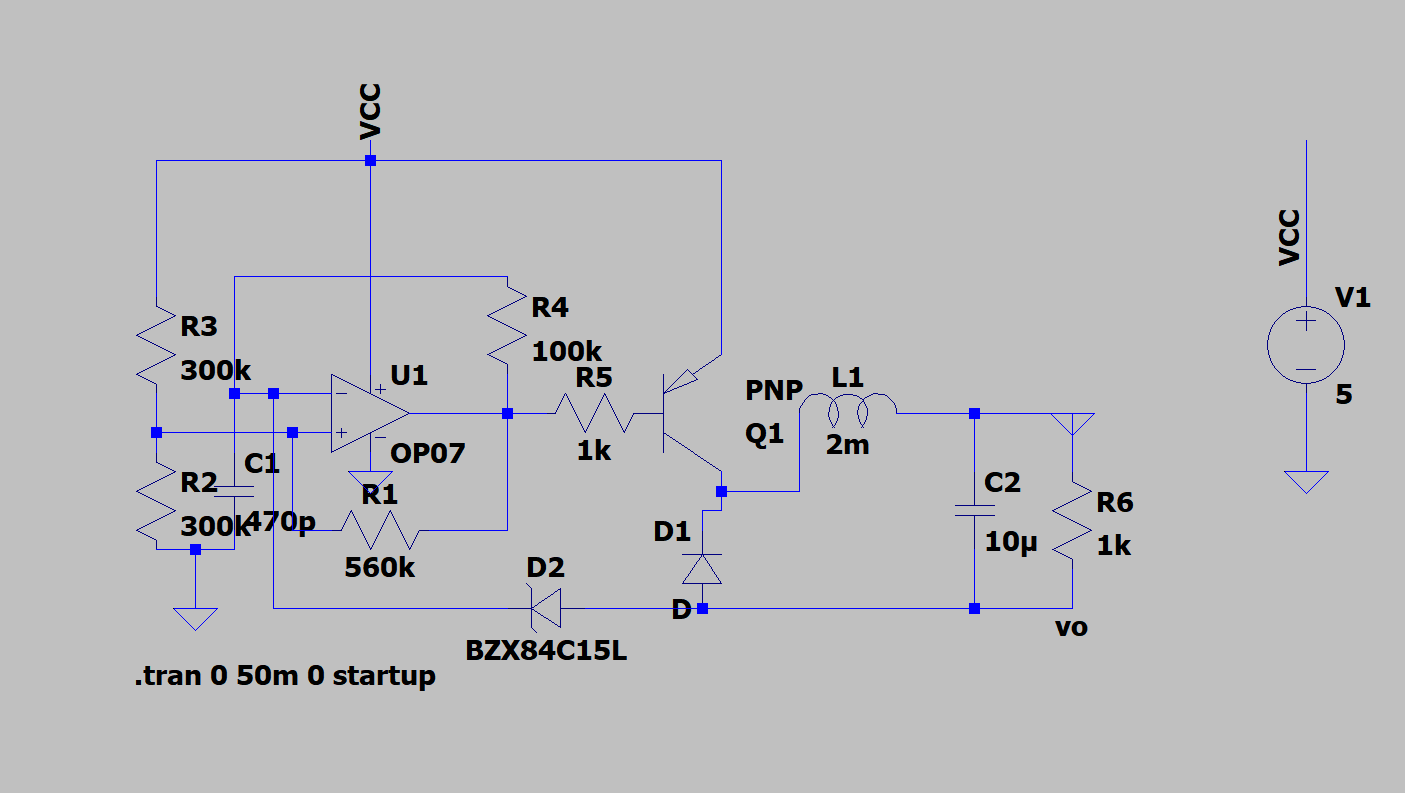 VCC
R3
300k
R2
300k
C1
470p
U1
OP07
R4
100k
R5
1k
R1
560k
D2
BZX84C15L
PNP
Q1
D1
D
L1
2m
C2
10µ
R6
1k
vo
VCC
V1
5
.tran 0 50m 0 startup